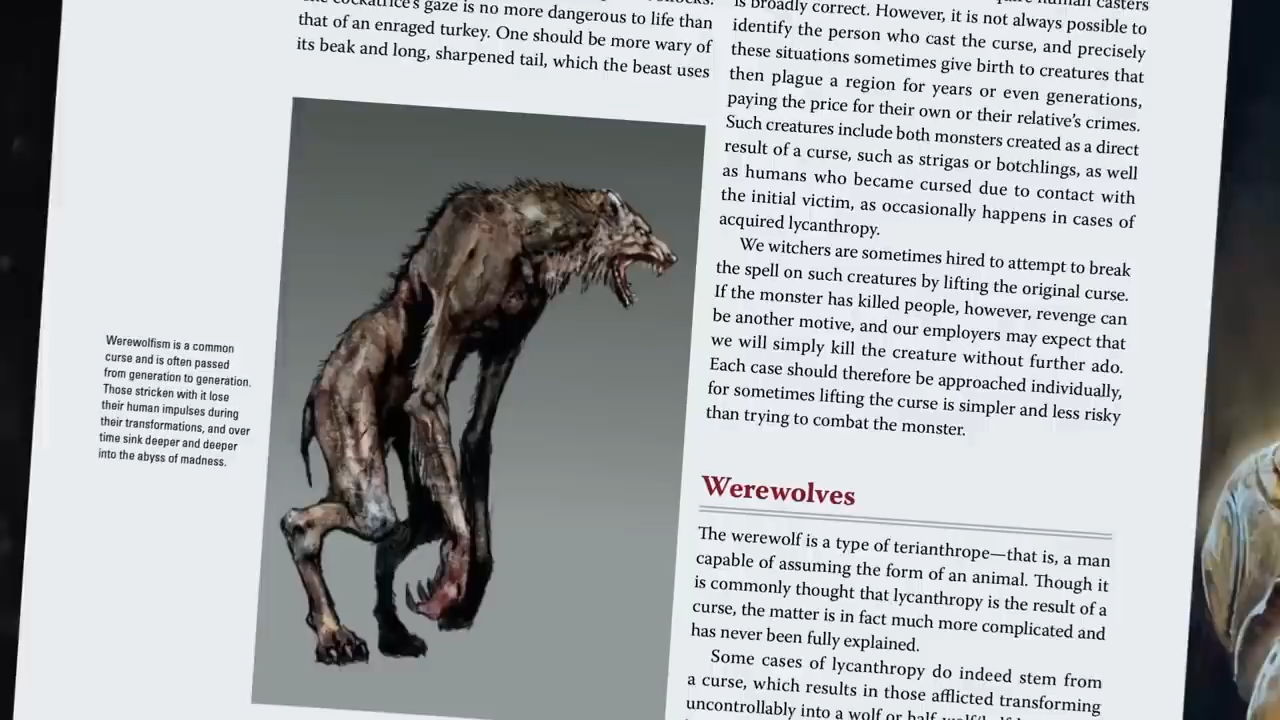 cockatrice's gaze is no more dangerous to life than
that of an enraged turkey. One should be more wary of
its beak and long, sharpened tail, which the beast uses
Werewolfism is a common
curse and is often passed
from generation to generation.
Those stricken with it lose
their human impulses during
their transformations, and over
time sink deeper and deeper
into the abyss of madness.
human casters
is broadly correct. However, it is not always possible to
identify the person who cast the curse, and precisely
these situations sometimes give birth to creatures that
then plague a region for years or even generations,
paying the price for their own or their relative's crimes.
Such creatures include both monsters created as a direct
result of a curse, such as strigas or botchlings, as well
as humans who became cursed due to contact with
the initial victim, as occasionally happens in cases of
acquired lycanthropy.
We witchers are sometimes hired to attempt to break
the spell on such creatures by lifting the original curse.
If the monster has killed people, however, revenge can
be another motive, and our employers may expect that
we will simply kill the creature without further ado.
Each case should therefore be approached individually,
for sometimes lifting the curse is simpler and less risky
than trying to combat the monster.
Werewolves
The werewolf is a type of terianthrope—that is, a man
capable of assuming the form of an animal. Though it
is commonly thought that lycanthropy is the result of a
curse, the matter is in fact much more complicated and
has never been fully explained.
Some cases of lycanthropy do indeed stem from
a curse, which results in those afflicted transforming
uncontrollably into a wolf or